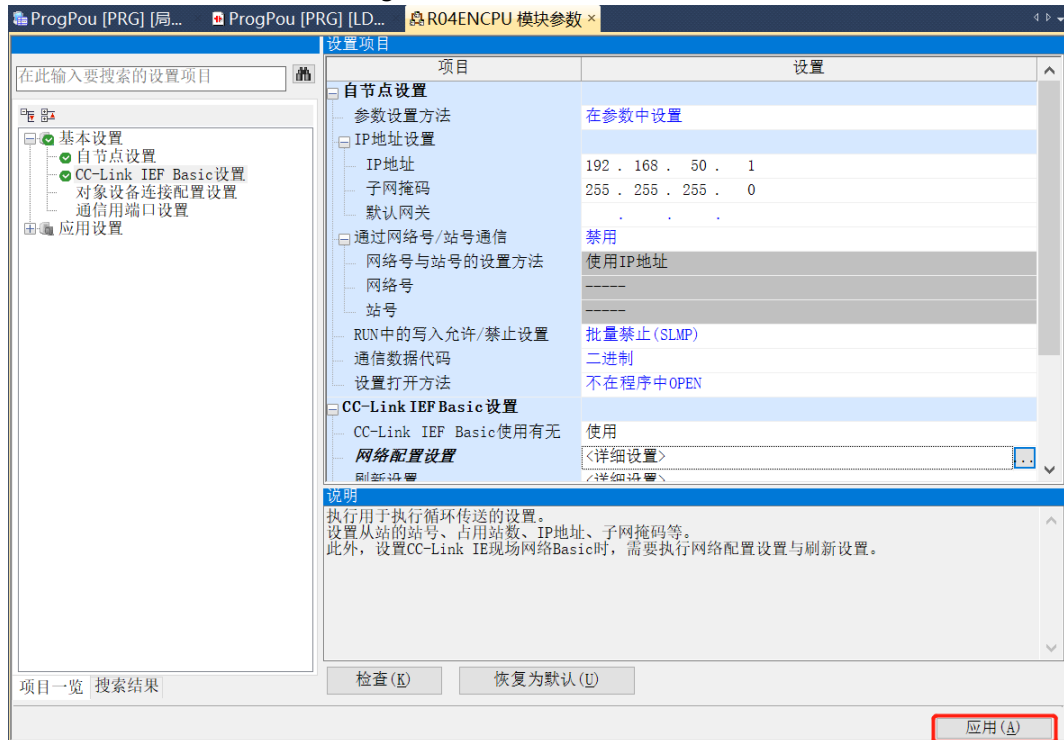 ProgPou [PRG] [局... ProgPou [PRG] [LD... R04ENCPU 模块参数 ×
设置项目
在此输入要搜索的设置项目
项目 设置
基本设置
自节点设置
CC-Link IEF Basic设置
对象设备连接配置设置
通信用端口设置
应用设置
自节点设置
参数设置方法 在参数中设置
IP地址设置
IP地址 192 . 168 . 50 . 1
子网掩码 255 . 255 . 255 . 0
默认网关 . . .
通过网络号/站号通信 禁用
网络号与站号的设置方法 使用IP地址
网络号 -----
站号 -----
RUN中的写入允许/禁止设置 批量禁止(SLMP)
通信数据代码 二进制
设置打开方法 不在程序中OPEN
CC-Link IEF Basic设置
CC-Link IEF Basic使用有无 使用
网络配置设置 <详细设置>
刷新设置 <详细设置>
说明
执行用于执行循环传送的设置。
设置从站的站号、占用站数、IP地址、子网掩码等。
此外，设置CC-Link IE现场网络Basic时，需要执行网络配置设置与刷新设置。
项目一览 搜索结果
检查(K) 恢复为默认(U)
应用(A)